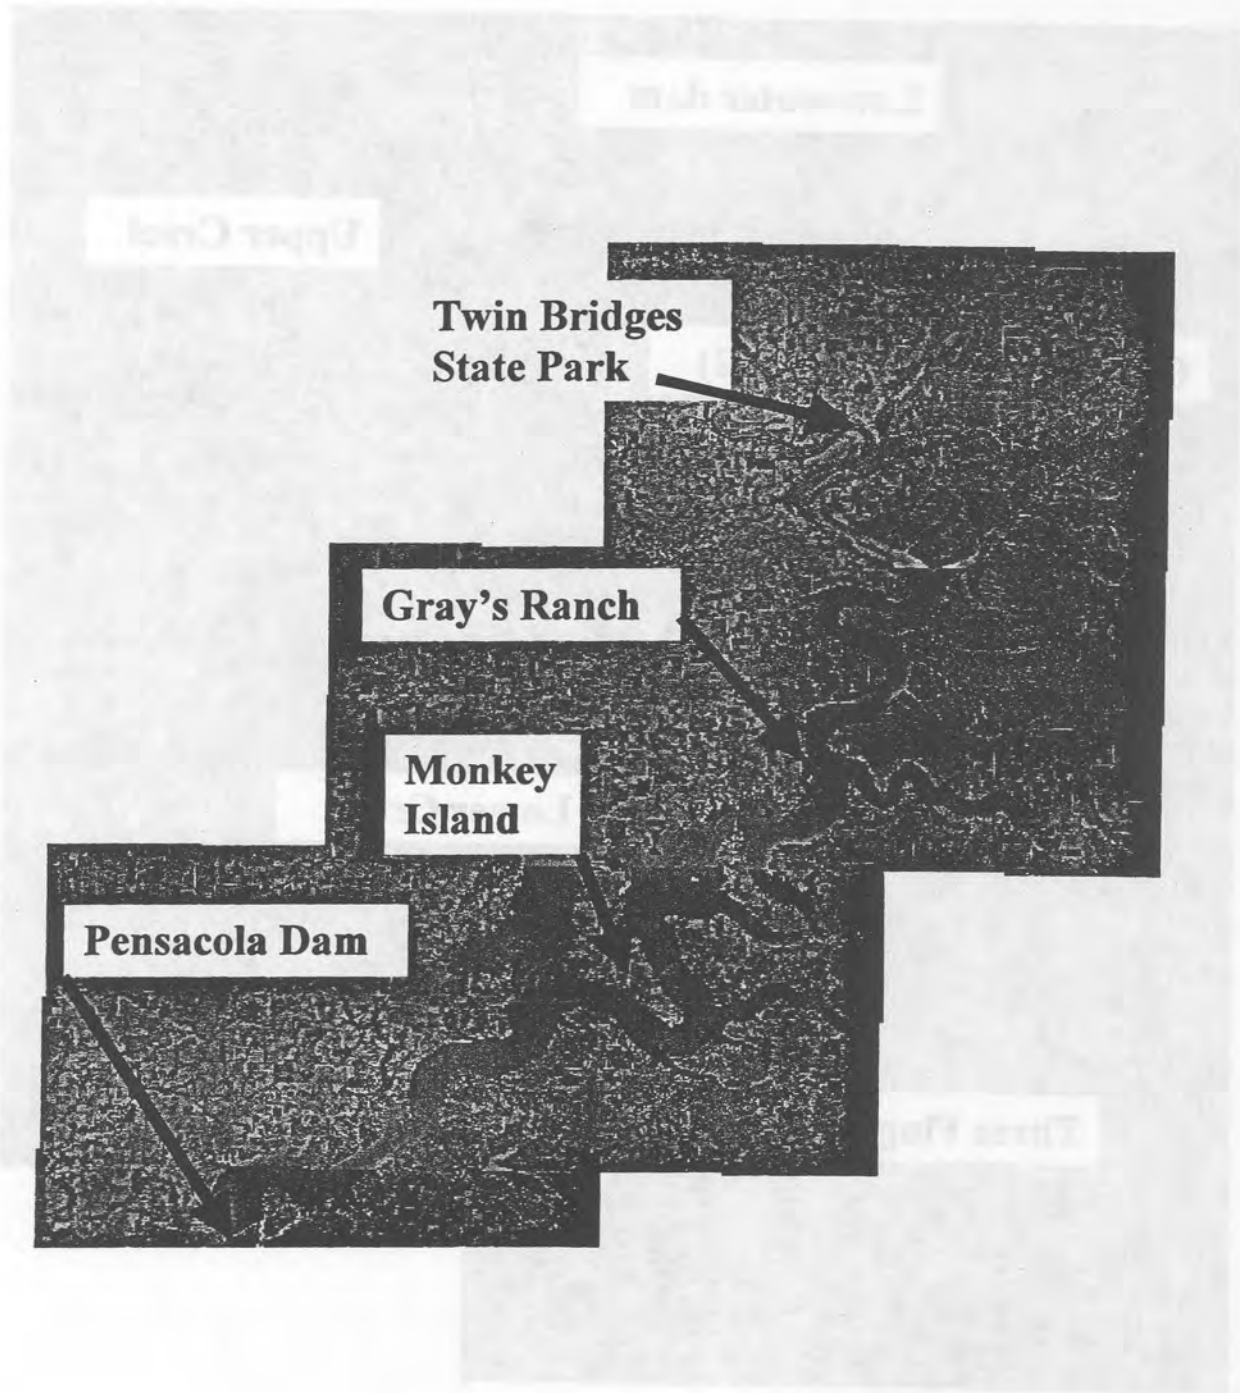 Twin Bridges
State Park
Gray's Ranch
Monkey
Island
Pensacola Dam